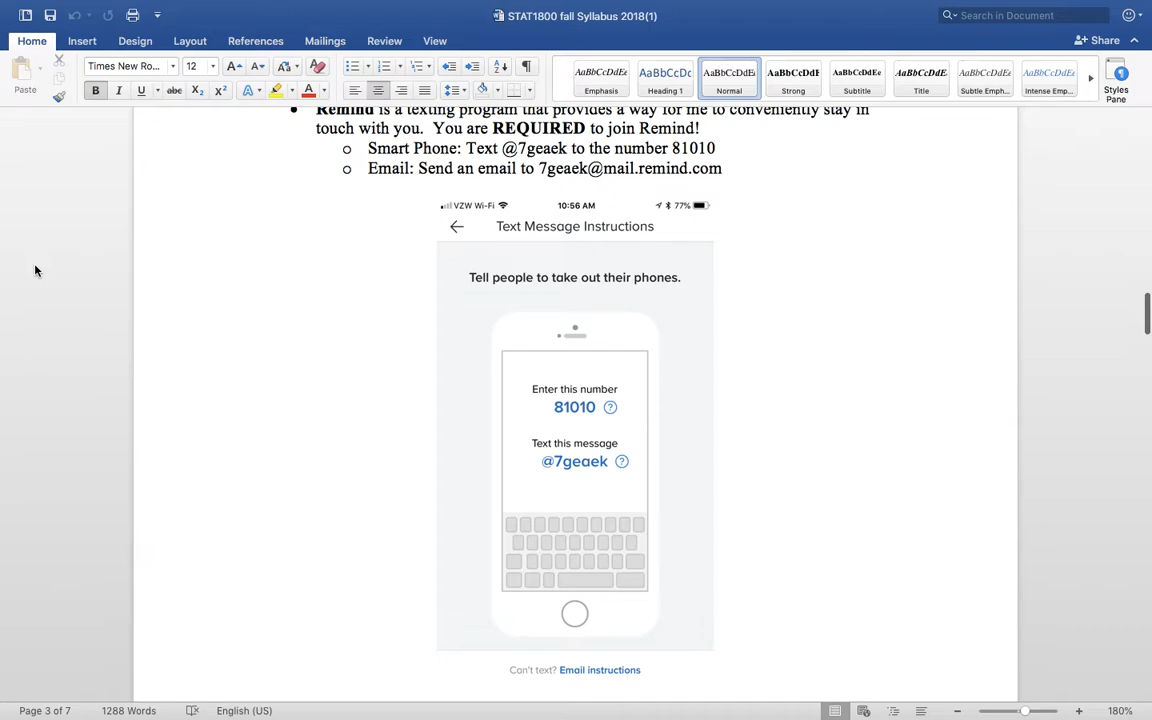 STAT1800 fall Syllabus 2018(1)
Search in Document
Home Insert Design Layout References Mailings Review View
Share
Paste
Times New Ro... 12
AaBbCcDdEe AaBbCcDc AaBbCcDdEe AaBbCcDdE AaBbCcDdEe AaBbCcDdE AaBbCcDdEe AaBbCcDdEe
Emphasis Heading 1 Normal Strong Subtitle Title Subtle Emph... Intense Emp...
Styles
Pane
B I U abc X₂ X² A A
Remind is a texting program that provides a way for me to conveniently stay in
touch with you. You are REQUIRED to join Remind!
Smart Phone: Text @7geaek to the number 81010
Email: Send an email to 7geaek@mail.remind.com
VZW Wi-Fi 10:56 AM 77%
Text Message Instructions
Tell people to take out their phones.
Enter this number
81010 ?
Text this message
@7geaek ?
Can't text? Email instructions
Page 3 of 7 1288 Words English (US) 180%